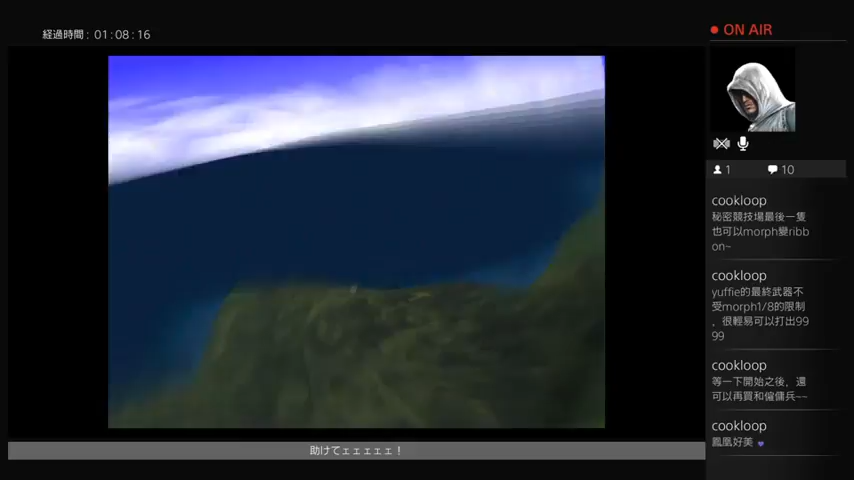 経過時間: 01:08:16
ON AIR
1
10
cookloop
秘密競技場最後一隻
也可以morph變ribb
on~
cookloop
yuffie的最終武器不
受morph1/8的限制
，很輕易可以打出99
99
cookloop
等一下開始之後，還
可以再買和僱傭兵~~
cookloop
鳳凰好美
助けてェェェェェ！